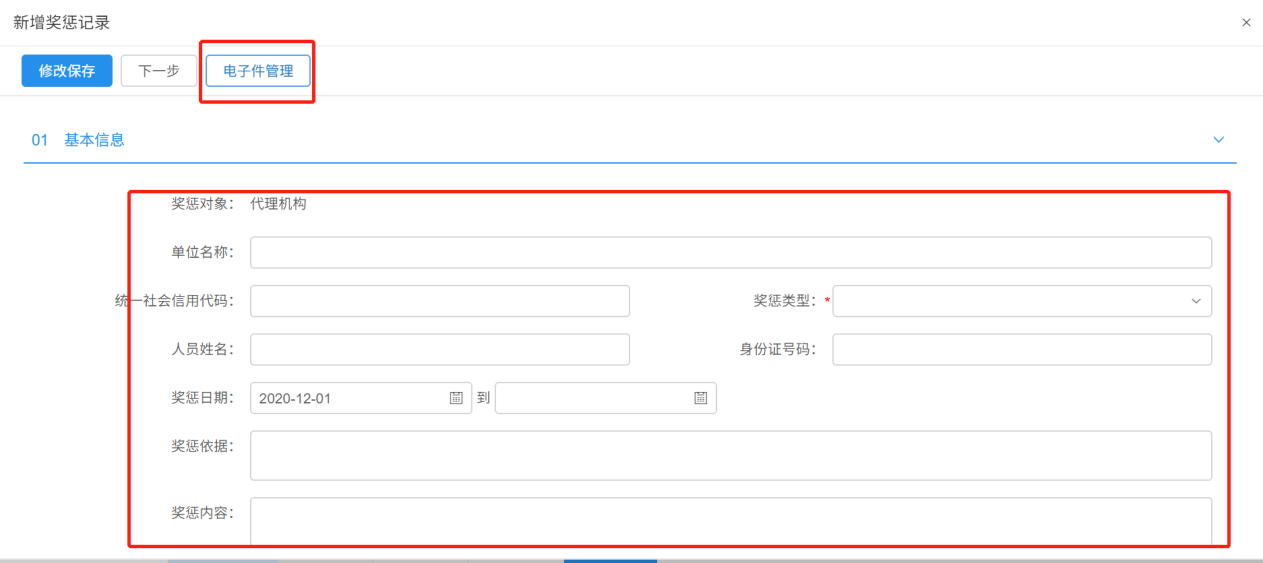 新增奖惩记录 ×
修改保存 下一步 电子件管理
01 基本信息
奖惩对象： 代理机构
单位名称：
统一社会信用代码： 奖惩类型：*
人员姓名： 身份证号码：
奖惩日期： 2020-12-01 到
奖惩依据：
奖惩内容：